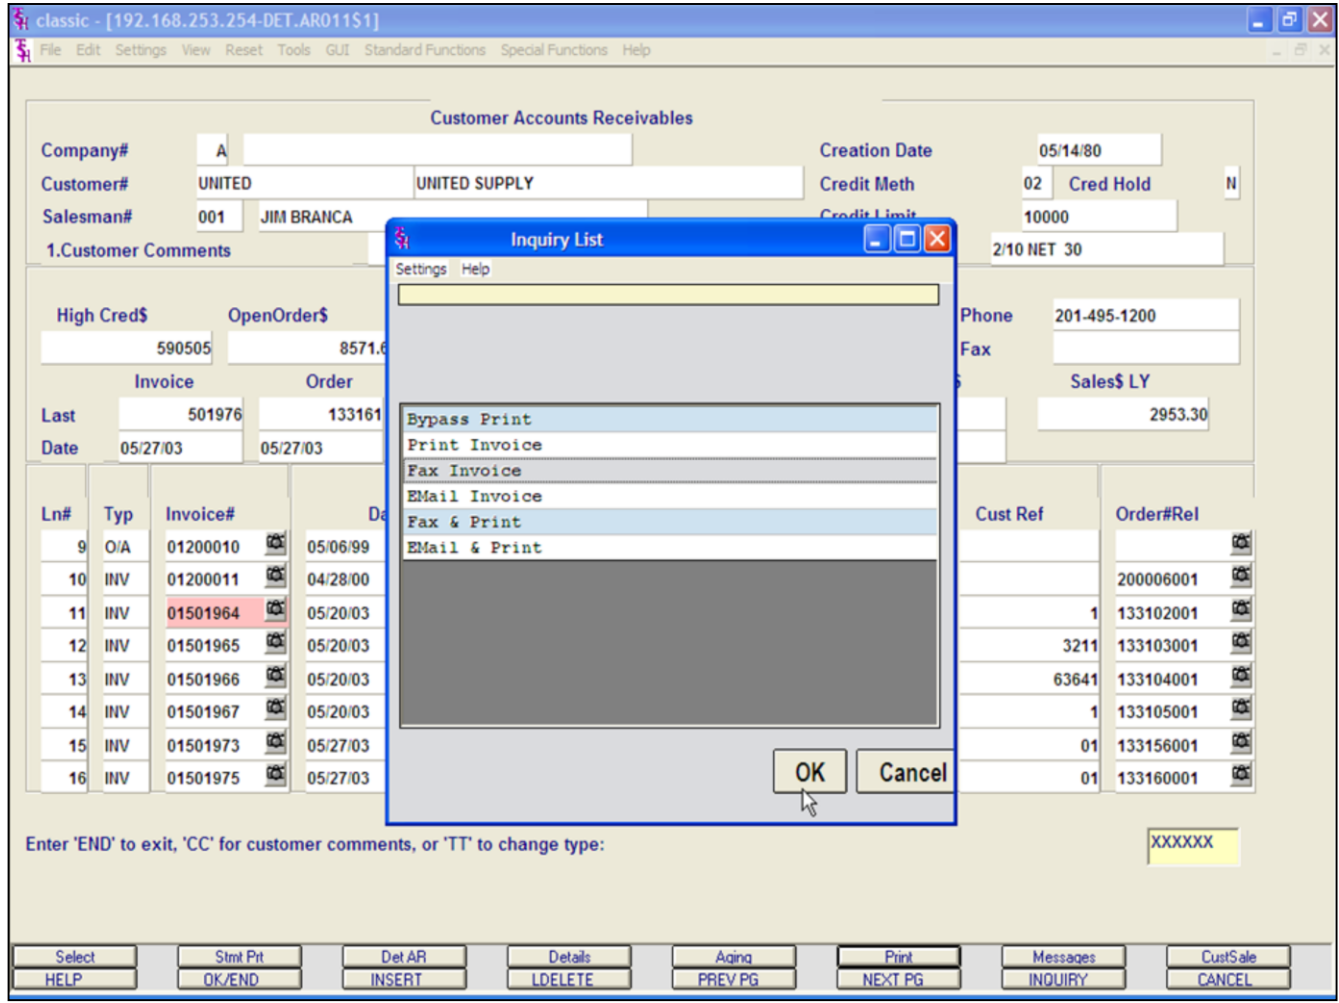 classic - [192.168.253.254-DET.AR011$1]
File Edit Settings View Reset Tools GUI Standard Functions Special Functions Help
Customer Accounts Receivables
Company# A Creation Date 05/14/80
Customer# UNITED UNITED SUPPLY Credit Meth 02 Cred Hold N
Salesman# 001 JIM BRANCA Credit Limit 10000
1.Customer Comments 2/10 NET 30
Inquiry List
Settings Help
High Cred$ OpenOrder$ Phone 201-495-1200
590505 8571.6 Fax
Invoice Order $ Sales$ LY
Last 501976 133161 2953.30
Date 05/27/03 05/27/03
Bypass Print
Print Invoice
Fax Invoice
EMail Invoice
Fax & Print
EMail & Print
OK Cancel
Ln# Typ Invoice# Da Cust Ref Order#Rel
9 O/A 01200010 05/06/99
10 INV 01200011 04/28/00 200006001
11 INV 01501964 05/20/03 1 133102001
12 INV 01501965 05/20/03 3211 133103001
13 INV 01501966 05/20/03 63641 133104001
14 INV 01501967 05/20/03 1 133105001
15 INV 01501973 05/27/03 01 133156001
16 INV 01501975 05/27/03 01 133160001
Enter 'END' to exit, 'CC' for customer comments, or 'TT' to change type: XXXXXX
Select Stmt Prt Det AR Details Aging Print Messages CustSale
HELP OK/END INSERT LDELETE PREV PG NEXT PG INQUIRY CANCEL